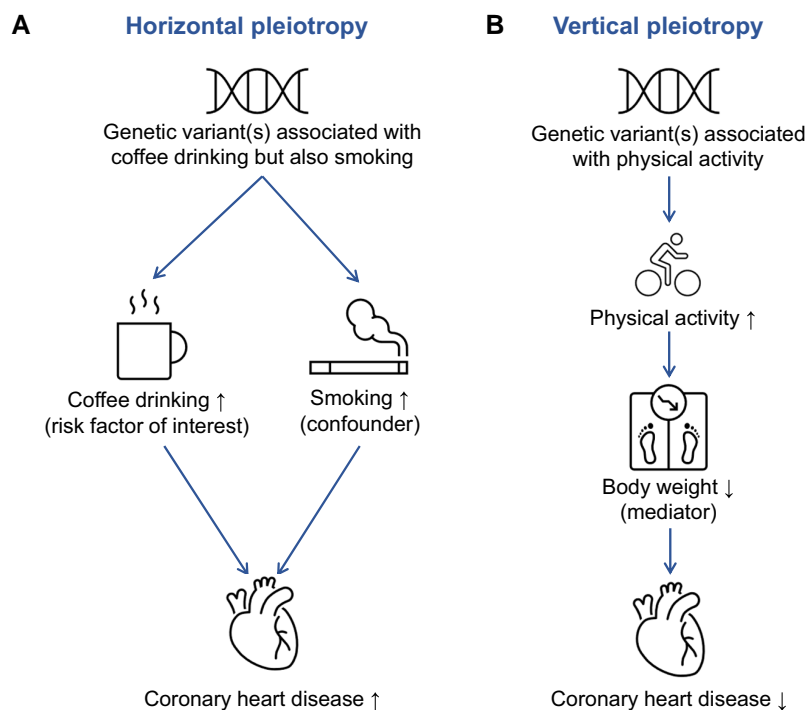 A
Horizontal pleiotropy
Genetic variant(s) associated with
coffee drinking but also smoking
Coffee drinking ↑
(risk factor of interest)
Smoking ↑
(confounder)
Coronary heart disease ↑
B
Vertical pleiotropy
Genetic variant(s) associated
with physical activity
Physical activity ↑
Body weight ↓
(mediator)
Coronary heart disease ↓